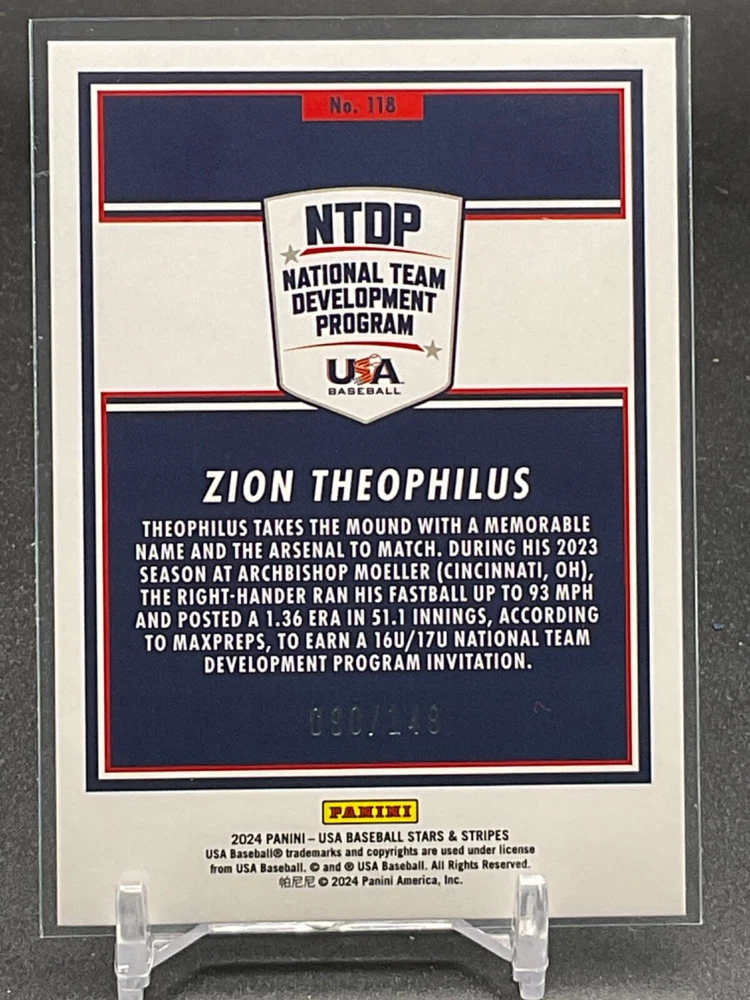 No. 118
NTDP
NATIONAL TEAM
DEVELOPMENT
PROGRAM
USA
BASEBALL
ZION THEOPHILUS
THEOPHILUS TAKES THE MOUND WITH A MEMORABLE
NAME AND THE ARSENAL TO MATCH. DURING HIS 2023
SEASON AT ARCHBISHOP MOELLER (CINCINNATI, OH),
THE RIGHT-HANDER RAN HIS FASTBALL UP TO 93 MPH
AND POSTED A 1.36 ERA IN 51.1 INNINGS, ACCORDING
TO MAXPREPS, TO EARN A 16U/17U NATIONAL TEAM
DEVELOPMENT PROGRAM INVITATION.
090/149
PANINI
2024 PANINI – USA BASEBALL STARS & STRIPES
USA Baseball® trademarks and copyrights are used under license
from USA Baseball. © and ® USA Baseball. All Rights Reserved.
帕尼尼 © 2024 Panini America, Inc.